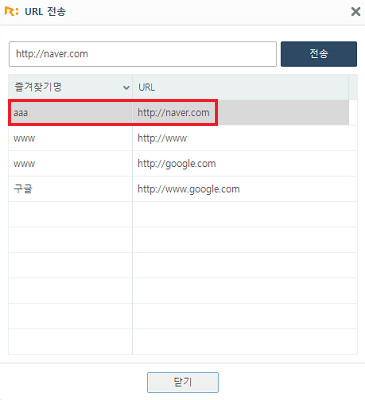 URL 전송
http://naver.com 전송
즐겨찾기명 URL
aaa http://naver.com
www http://www
www http://google.com
구글 http://www.google.com
닫기